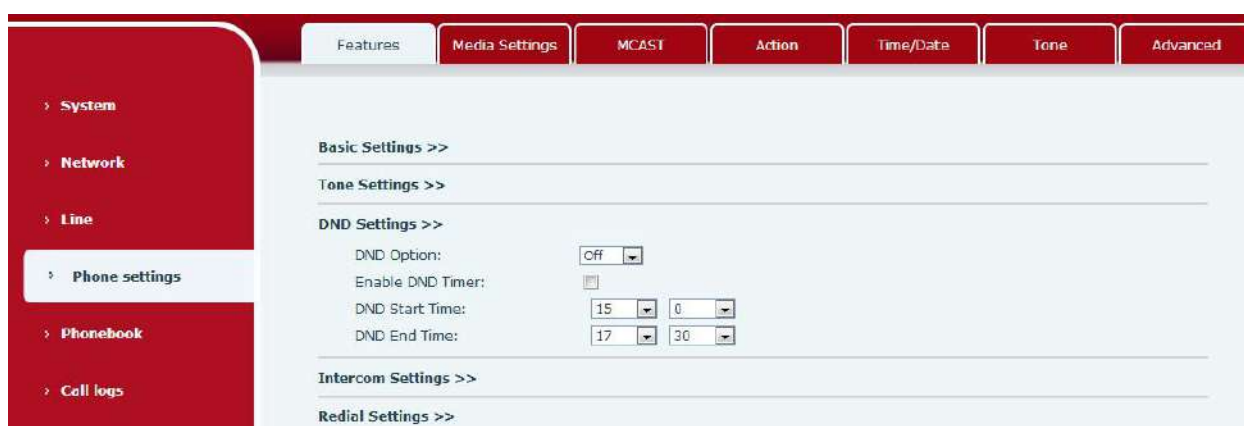 Features Media Settings MCAST Action Time/Date Tone Advanced
› System
› Network
› Line
› Phone settings
› Phonebook
› Call logs
Basic Settings >>
Tone Settings >>
DND Settings >>
DND Option: Off
Enable DND Timer:
DND Start Time: 15 0
DND End Time: 17 30
Intercom Settings >>
Redial Settings >>